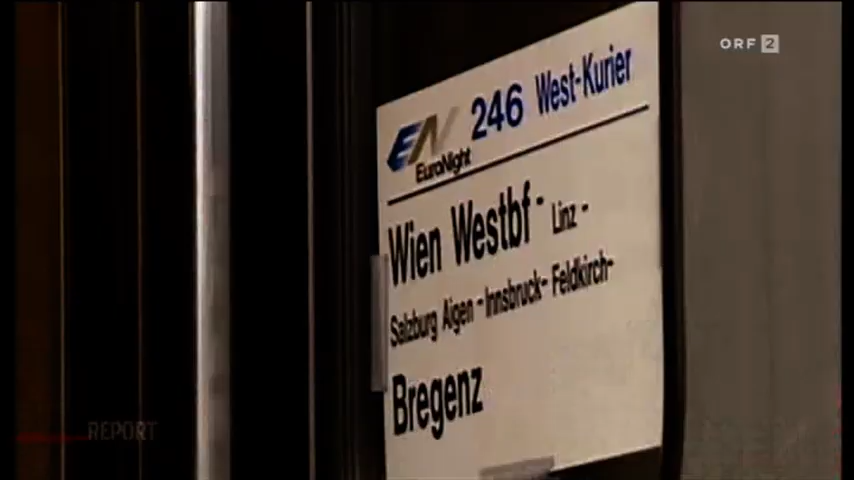 ORF 2
EN 246 West-Kurier
EuroNight
Wien Westbf - Linz -
Salzburg Aigen - Innsbruck - Feldkirch -
Bregenz
REPORT